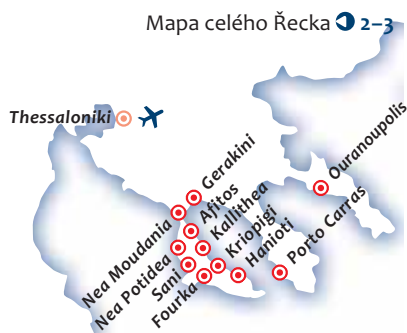 Mapa celého Řecka 2–3
Thessaloniki
Ouranoupolis
Gerakini
Afitos
Kallithea
Kriopigi
Hanioti
Porto Carras
Nea Moudania
Nea Potidea
Sani
Fourka